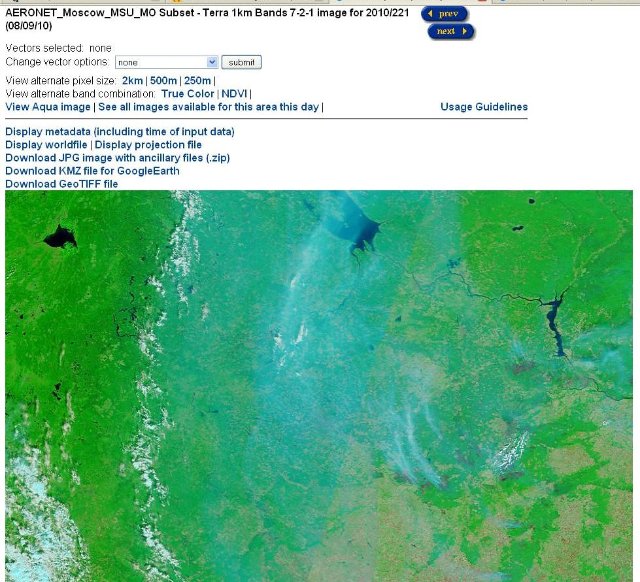 AERONET_Moscow_MSU_MO Subset - Terra 1km Bands 7-2-1 image for 2010/221
(08/09/10)
prev
next
Vectors selected: none
Change vector options: none submit
View alternate pixel size: 2km | 500m | 250m |
View alternate band combination: True Color | NDVI |
View Aqua image | See all images available for this area this day |
Usage Guidelines
Display metadata (including time of input data)
Display worldfile | Display projection file
Download JPG image with ancillary files (.zip)
Download KMZ file for GoogleEarth
Download GeoTIFF file